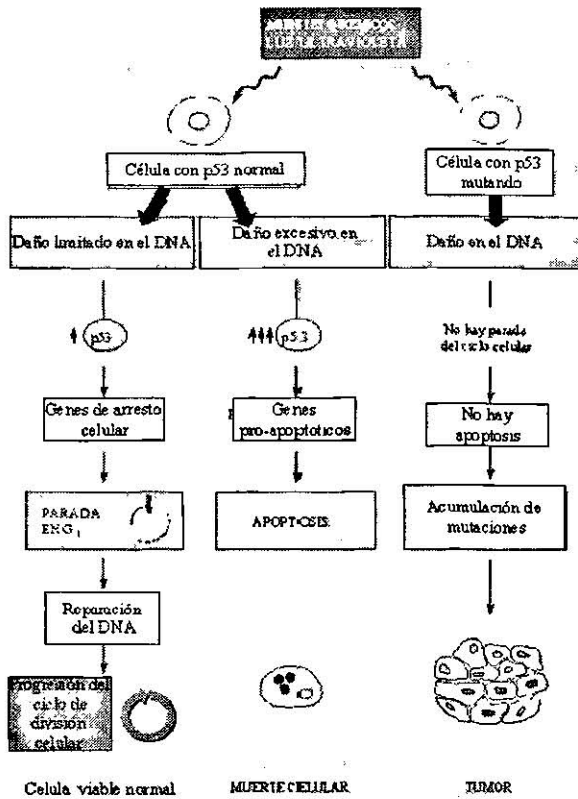 LUZ ULTRAVIOLETA
Célula con p53 normal
Célula con p53
mutando
Daño limitado en el DNA
Daño excesivo en
el DNA
Daño en el DNA
p53
p53
No hay parada
del ciclo celular
Genes de arresto
celular
Genes
pro-apoptoticos
No hay
apoptosis
PARADA
EN G1
APOPTOSIS
Acumulación de
mutaciones
Reparación
del DNA
Progresión del
ciclo de
división
celular
Celula viable normal
MUERTE CELULAR
TUMOR